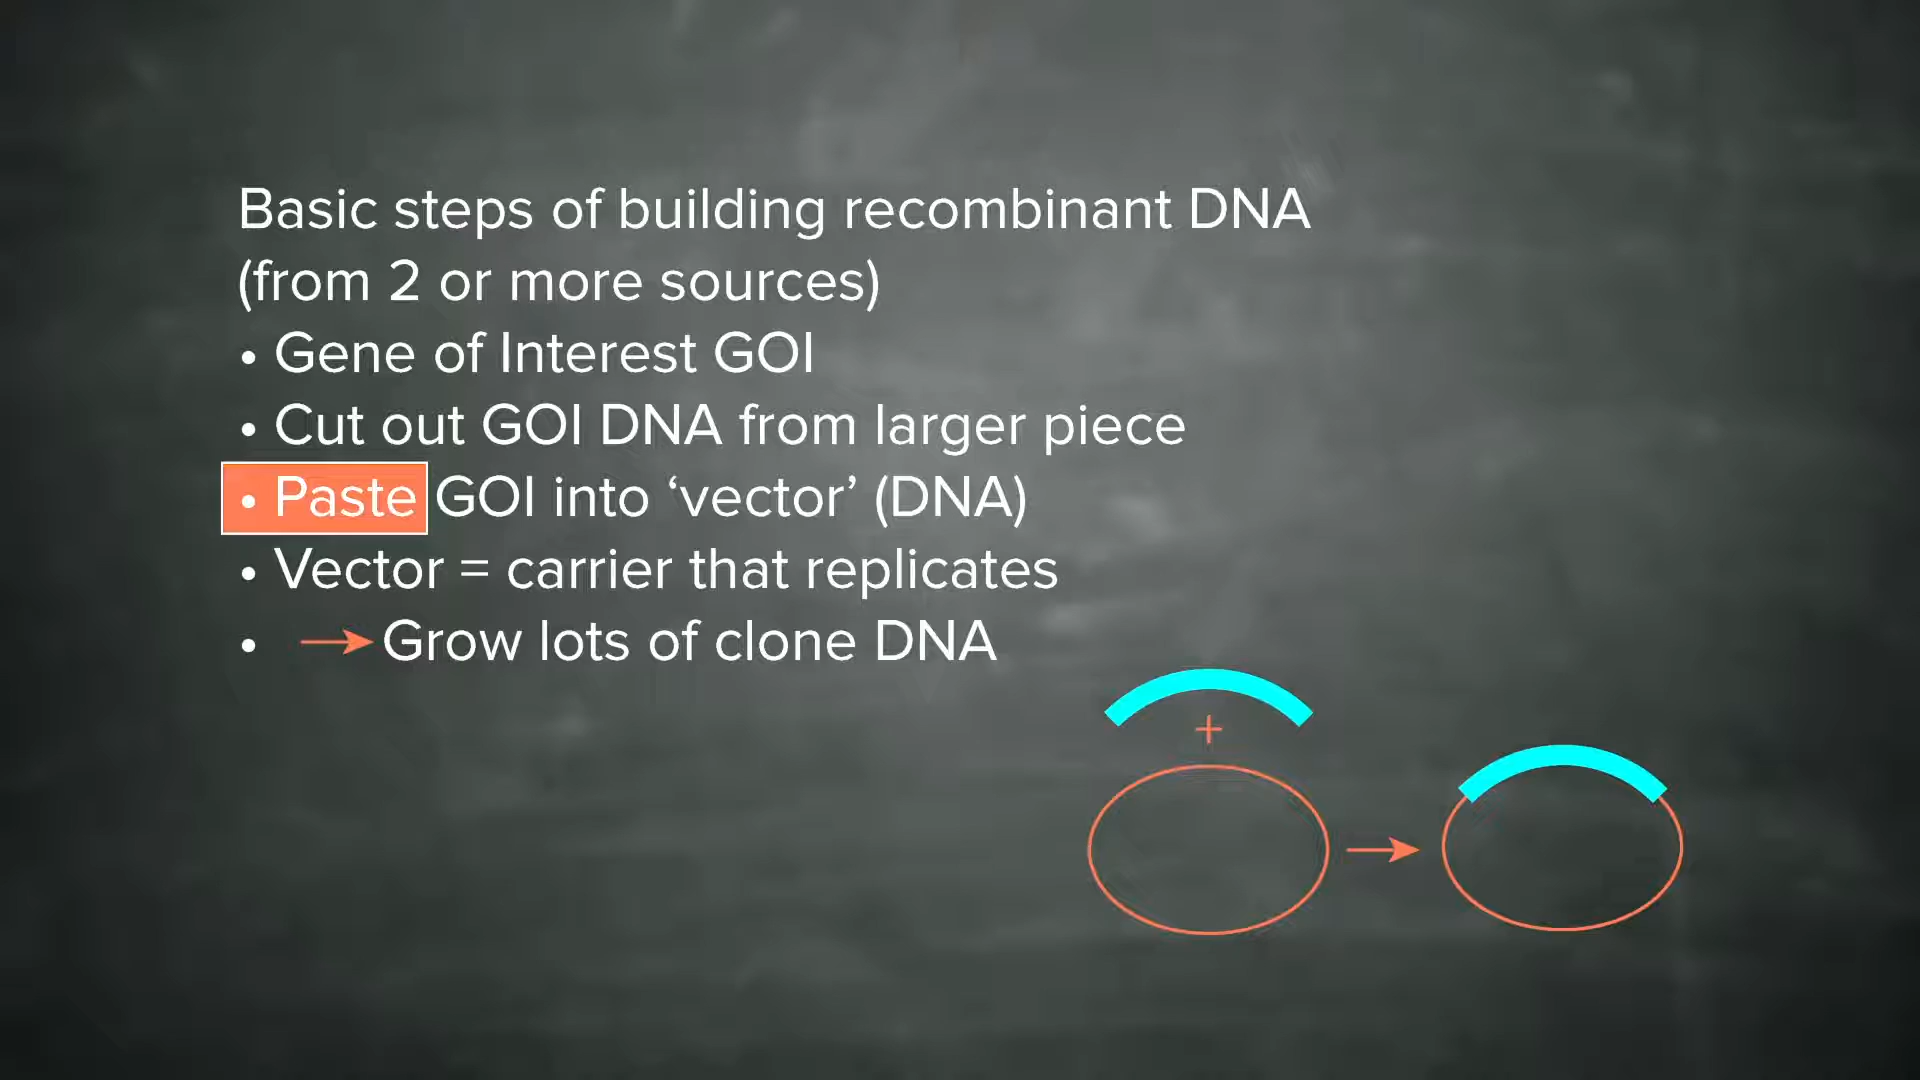 Basic steps of building recombinant DNA
(from 2 or more sources)
• Gene of Interest GOI
• Cut out GOI DNA from larger piece
• Paste GOI into ‘vector’ (DNA)
• Vector = carrier that replicates
• → Grow lots of clone DNA
+
→